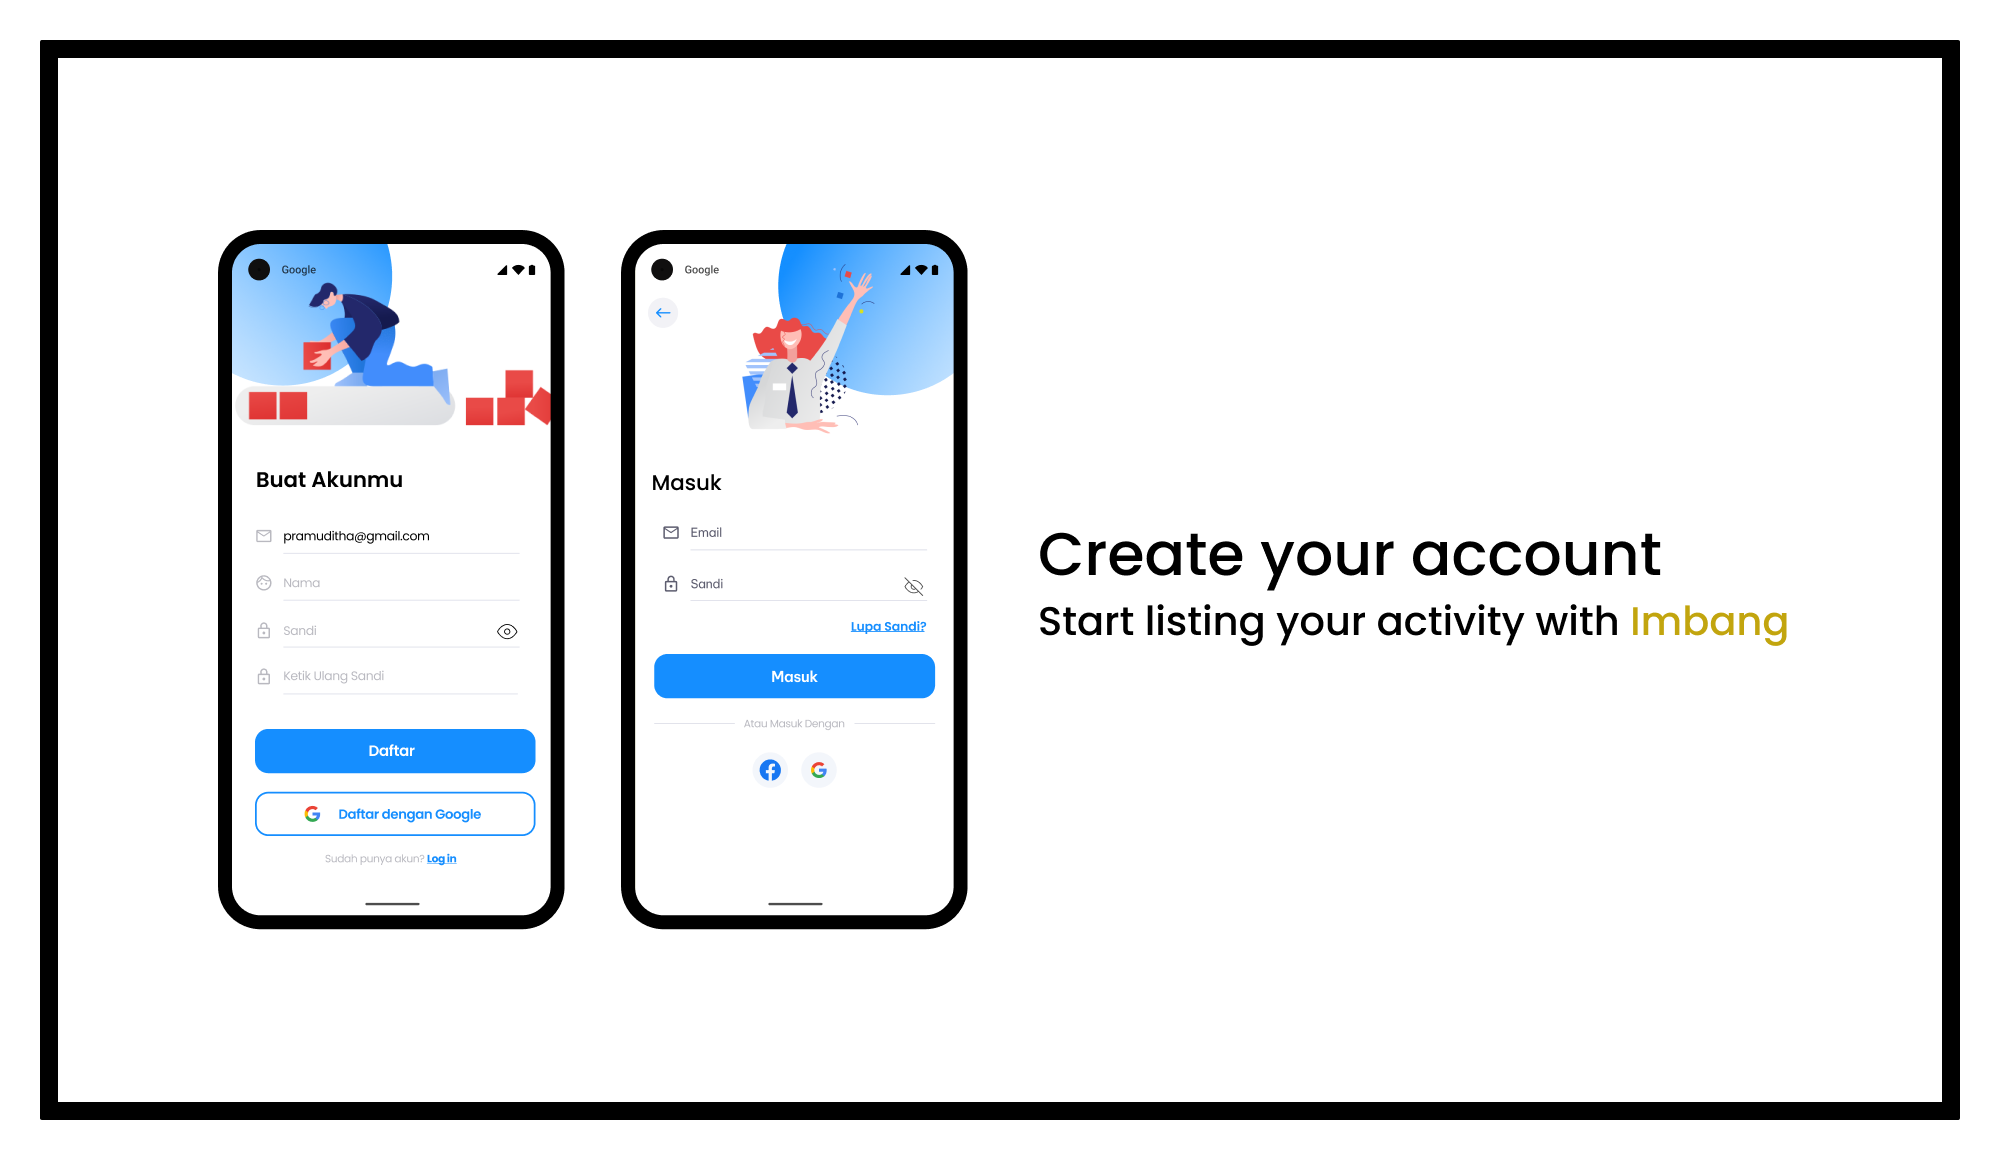 Google
Buat Akunmu
pramuditha@gmail.com
Nama
Sandi
Ketik Ulang Sandi
Daftar
Daftar dengan Google
Sudah punya akun? Log in
Google
Masuk
Email
Sandi
Lupa Sandi?
Masuk
Atau Masuk Dengan
Create your account
Start listing your activity with Imbang